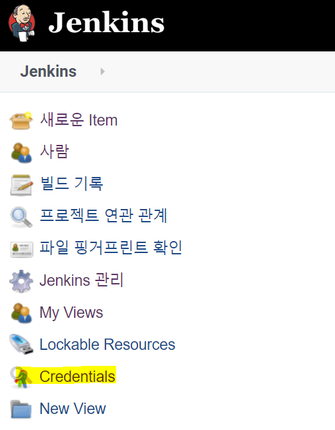 Jenkins
Jenkins
새로운 Item
사람
빌드 기록
프로젝트 연관 관계
파일 핑거프린트 확인
Jenkins 관리
My Views
Lockable Resources
Credentials
New View